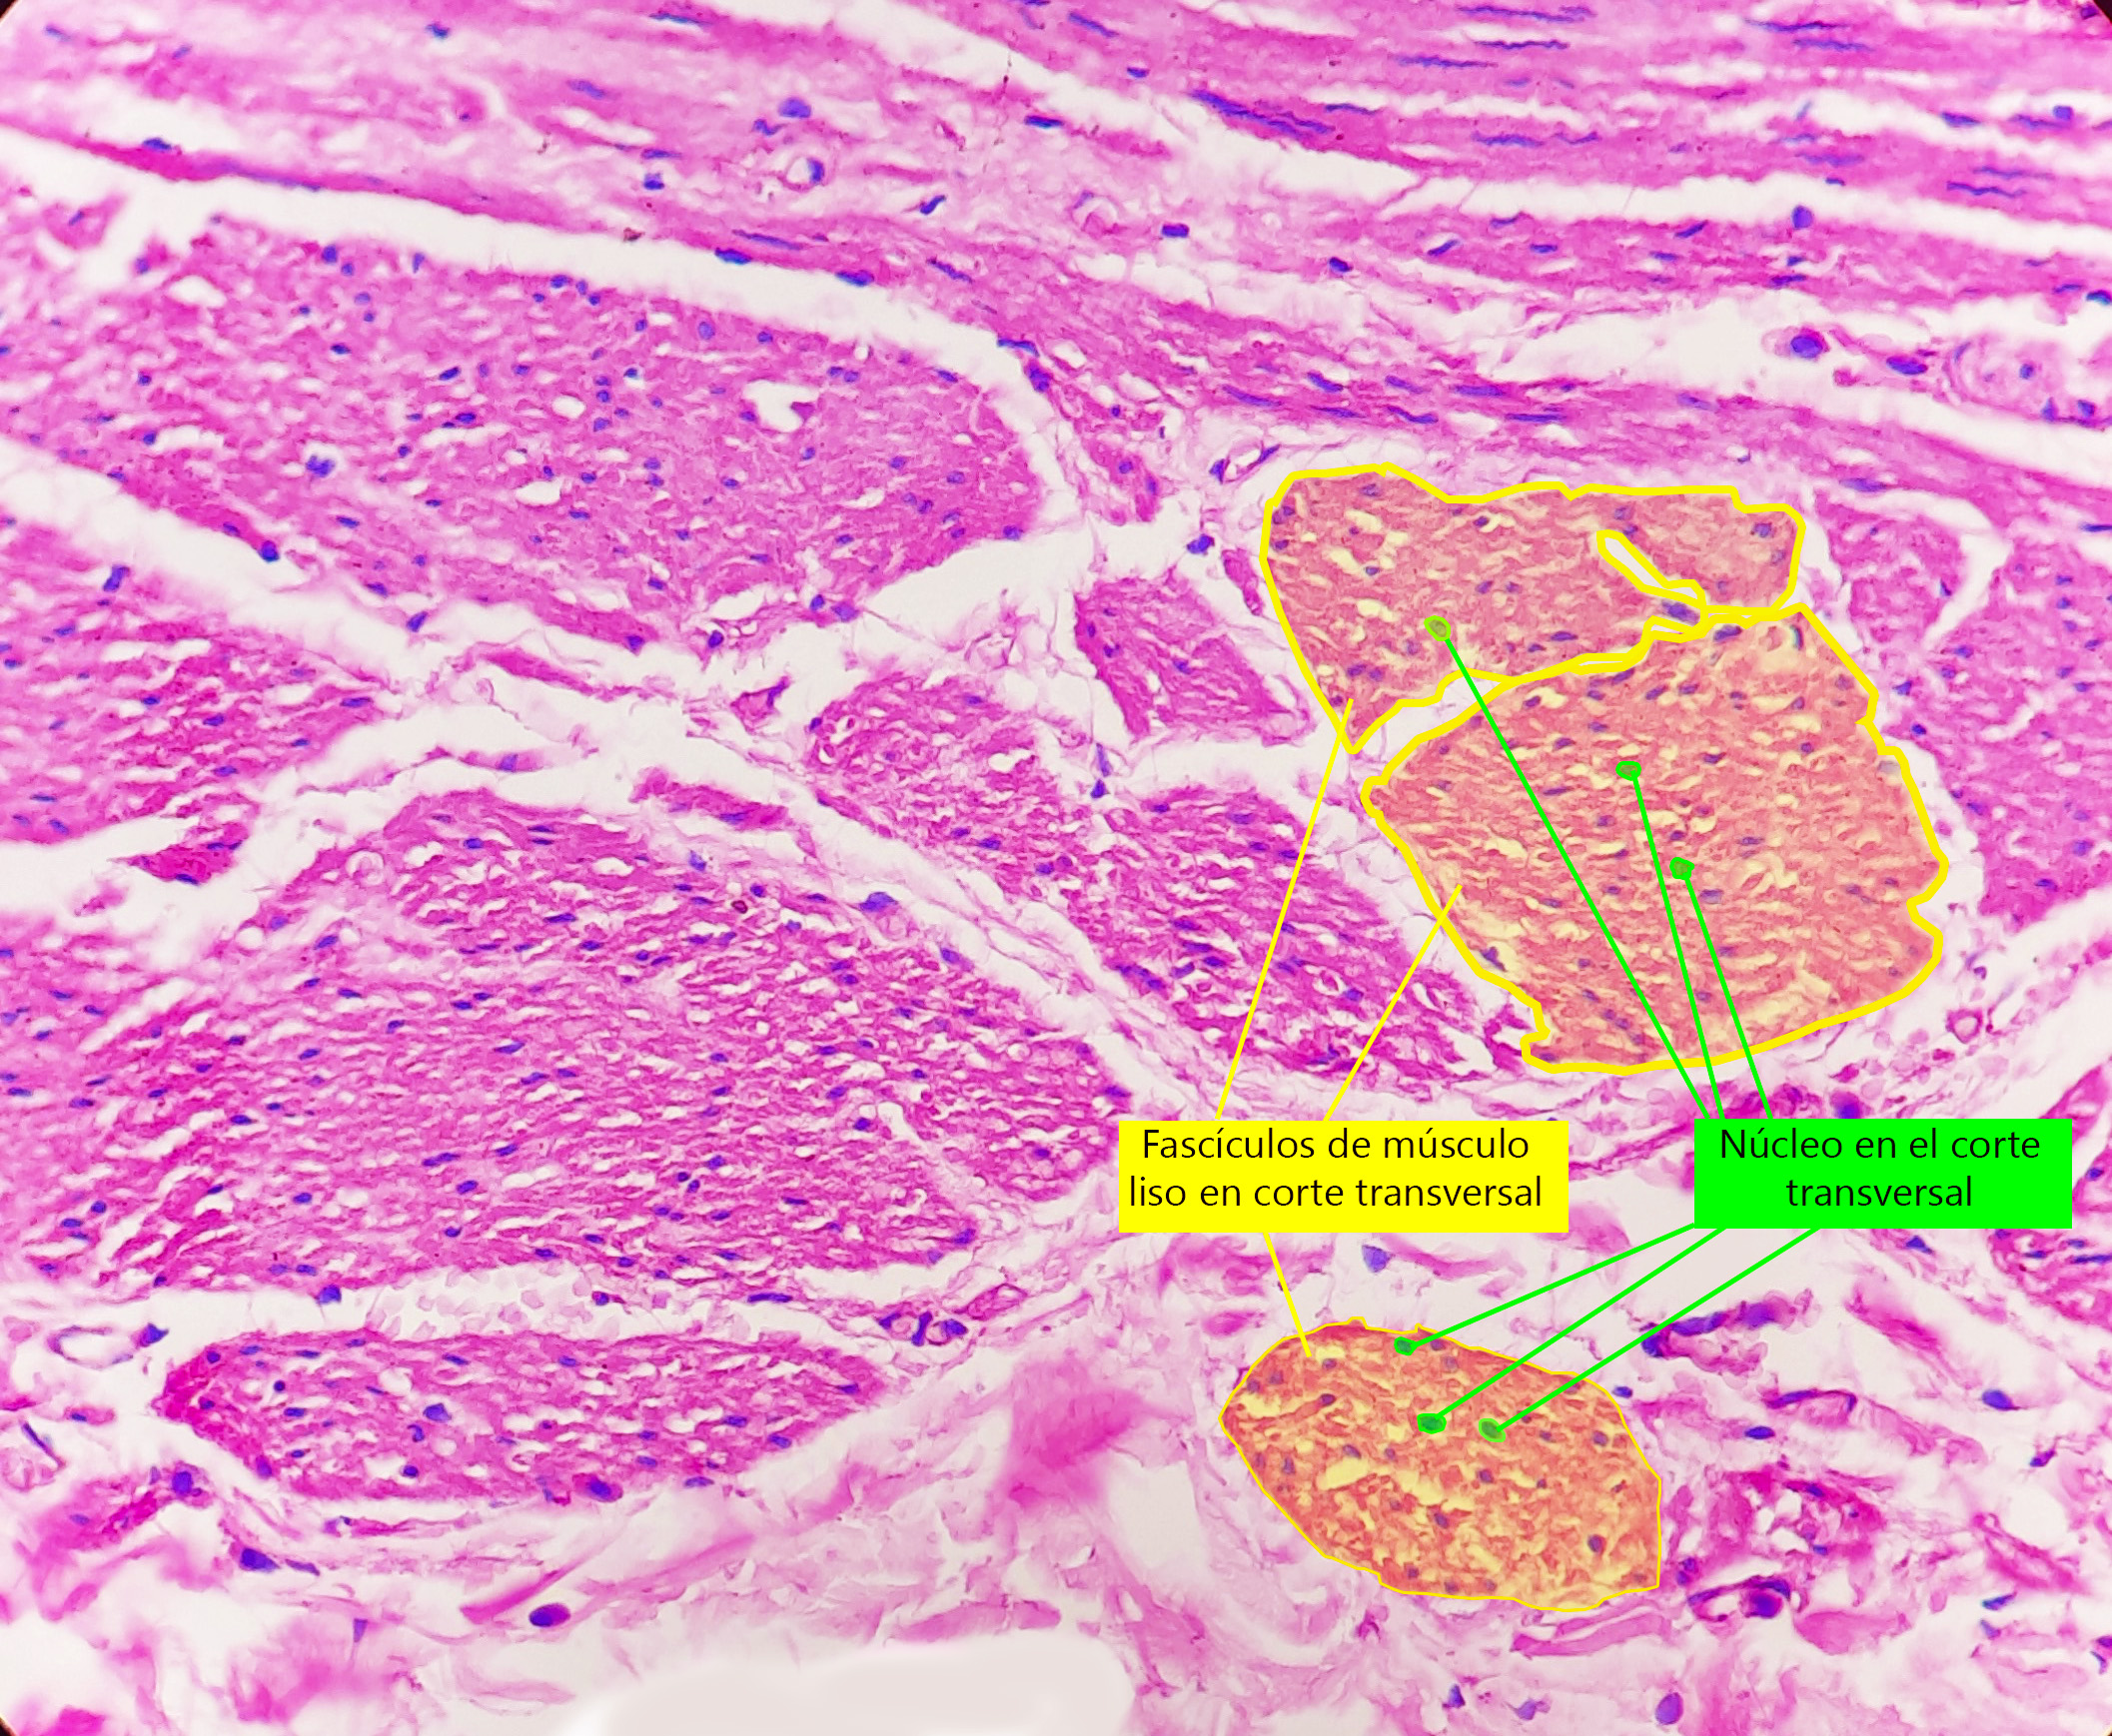 Fascículos de músculo
liso en corte transversal
Núcleo en el corte
transversal